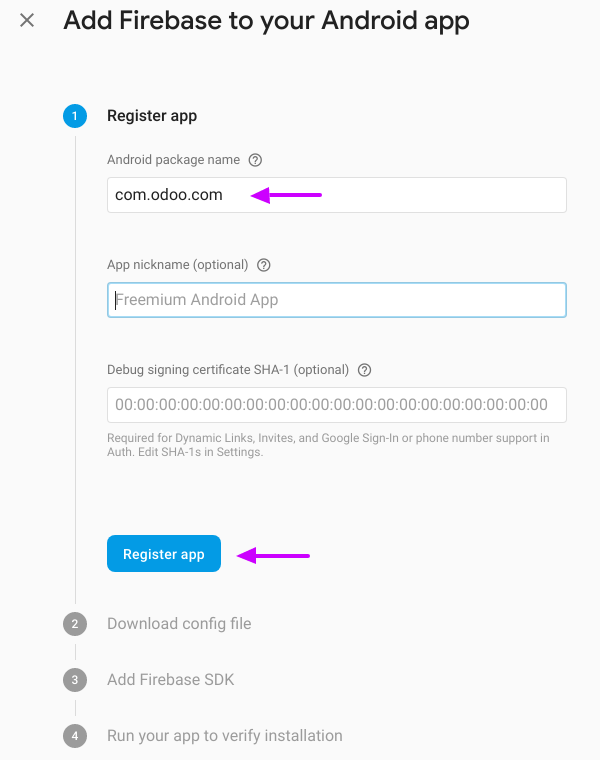 Add Firebase to your Android app
1
Register app
Android package name ?
com.odoo.com
App nickname (optional) ?
Freemium Android App
Debug signing certificate SHA-1 (optional) ?
00:00:00:00:00:00:00:00:00:00:00:00:00:00:00:00:00:00:00:00
Required for Dynamic Links, Invites, and Google Sign-In or phone number support in
Auth. Edit SHA-1s in Settings.
Register app
2 Download config file
3 Add Firebase SDK
4 Run your app to verify installation